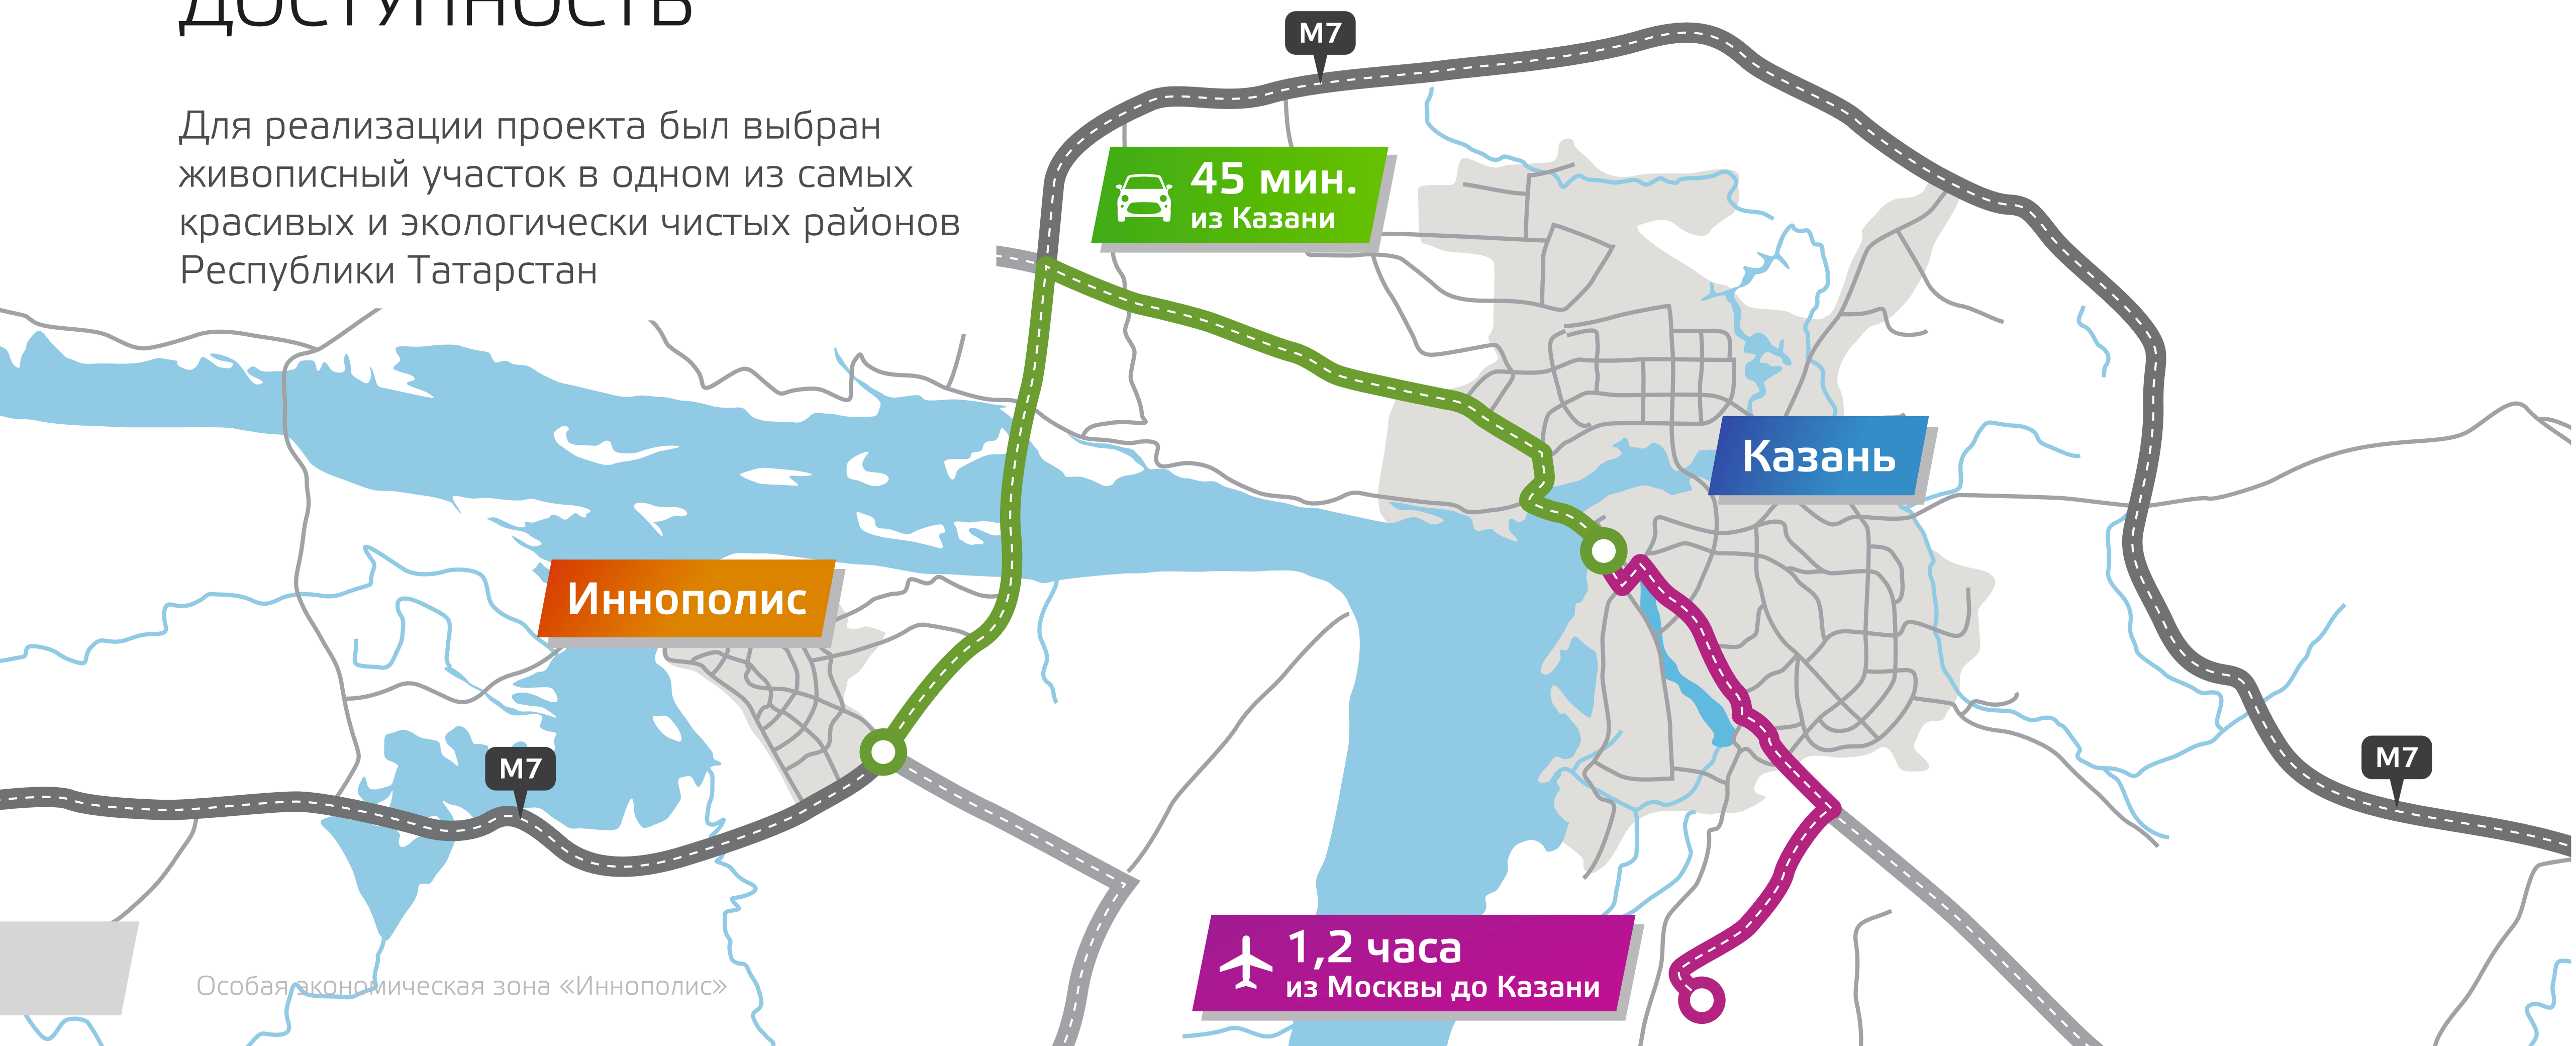 ДОСТУПНОСТЬ
Для реализации проекта был выбран
живописный участок в одном из самых
красивых и экологически чистых районов
Республики Татарстан
М7
45 мин.
из Казани
Казань
Иннополис
М7
М7
1,2 часа
из Москвы до Казани
Особая экономическая зона «Иннополис»